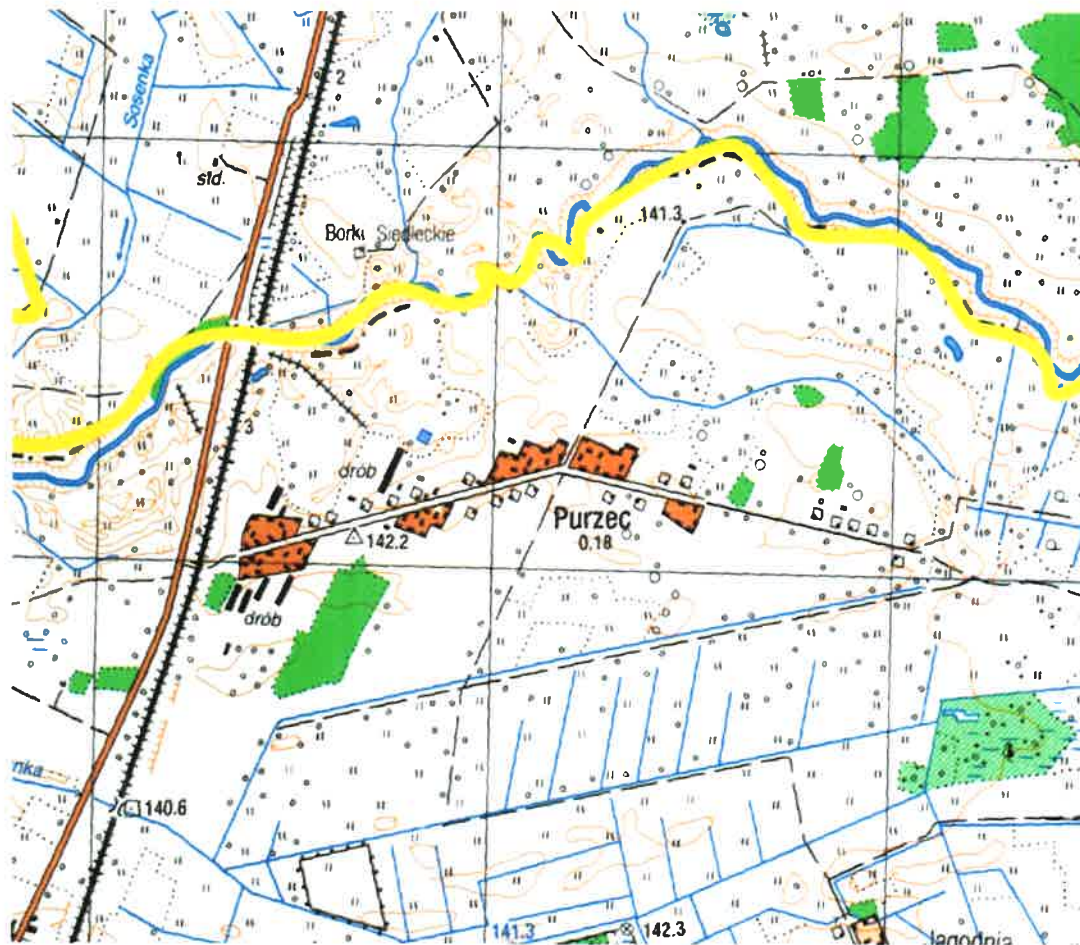 Sosenka
2
1
std.
141.3
Borki Siedleckie
3
drób
Purzec
0.18
142.2
drób
nka
140.6
141.3
142.3
Jagodnia